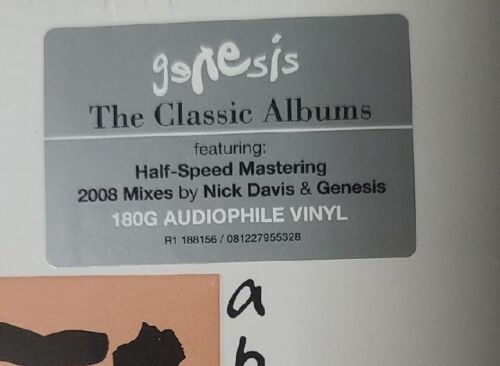 genesis
The Classic Albums
featuring:
Half-Speed Mastering
2008 Mixes by Nick Davis & Genesis
180G AUDIOPHILE VINYL
R1 188156 / 081227955328
a